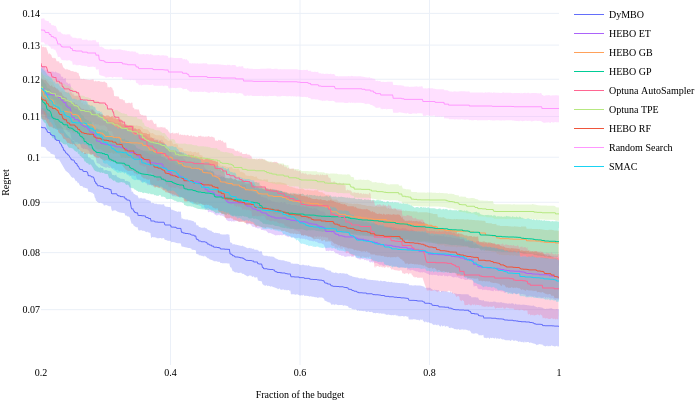 0.14
0.13
0.12
0.11
0.1
0.09
0.08
0.07
Regret
0.2
0.4
0.6
0.8
1
Fraction of the budget
DyMBO
HEBO ET
HEBO GB
HEBO GP
Optuna AutoSampler
Optuna TPE
HEBO RF
Random Search
SMAC